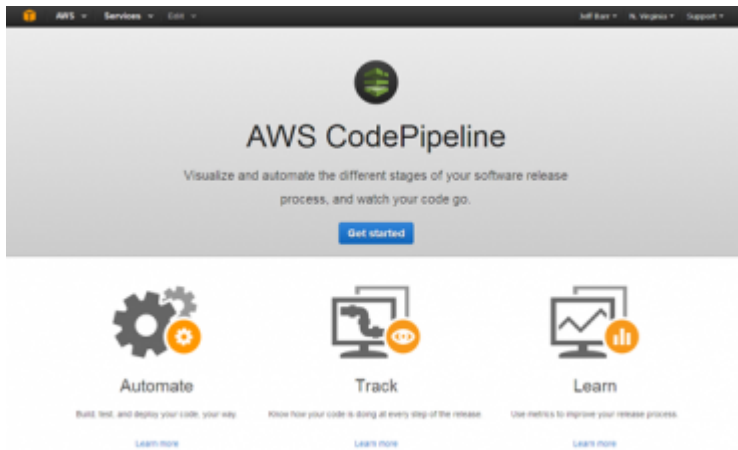 AWS Services Edit Jeff Barr N. Virginia Support
AWS CodePipeline
Visualize and automate the different stages of your software release
process, and watch your code go.
Get started
Automate Track Learn
Build, test, and deploy your code, your way. Know how your code is doing at every step of the release. Use metrics to improve your release process.
Learn more Learn more Learn more